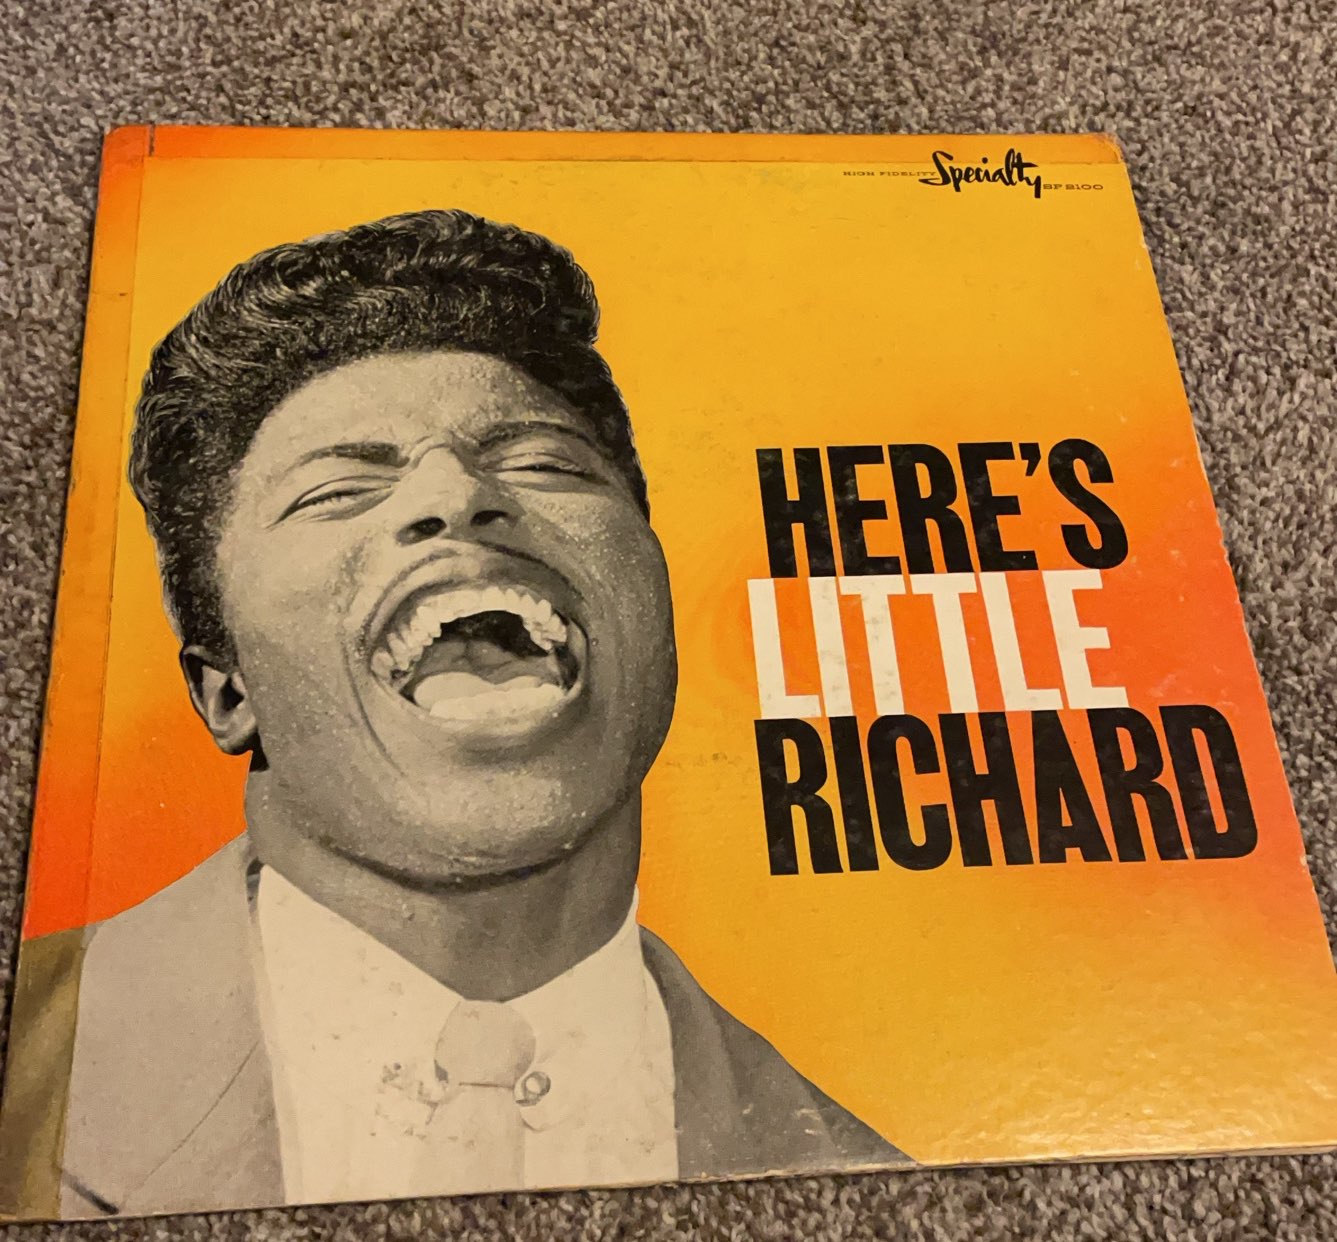 HIGH FIDELITY Specialty SP 2100
HERE'S
LITTLE
RICHARD